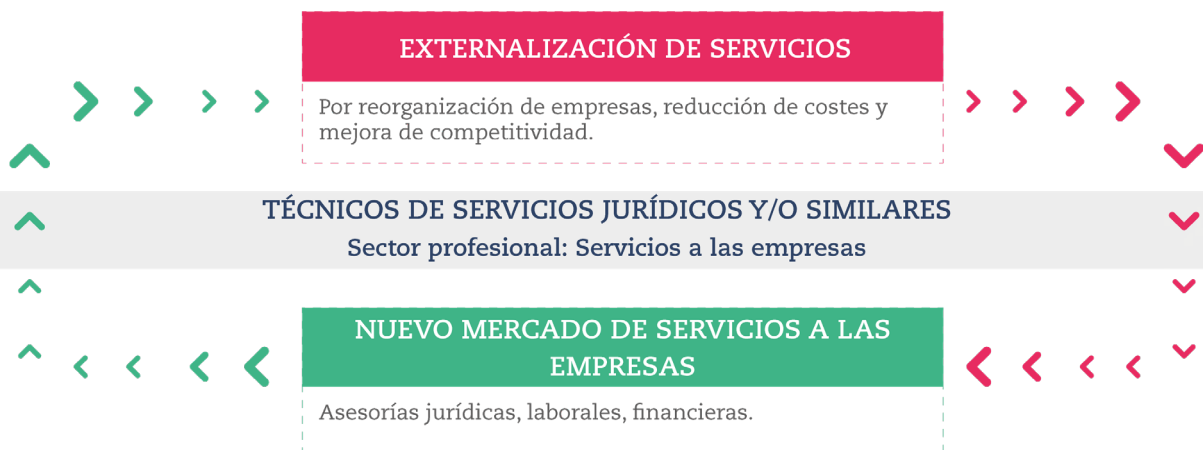 EXTERNALIZACIÓN DE SERVICIOS
Por reorganización de empresas, reducción de costes y
mejora de competitividad.
TÉCNICOS DE SERVICIOS JURÍDICOS Y/O SIMILARES
Sector profesional: Servicios a las empresas
NUEVO MERCADO DE SERVICIOS A LAS
EMPRESAS
Asesorías jurídicas, laborales, financieras.